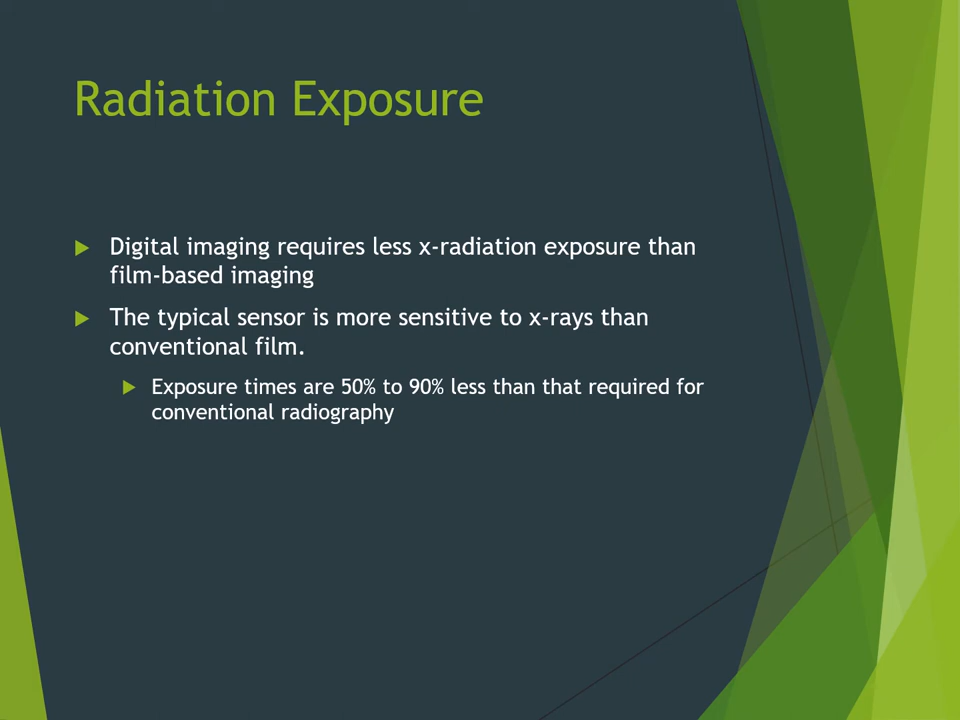 Radiation Exposure
Digital imaging requires less x-radiation exposure than
film-based imaging
The typical sensor is more sensitive to x-rays than
conventional film.
Exposure times are 50% to 90% less than that required for
conventional radiography